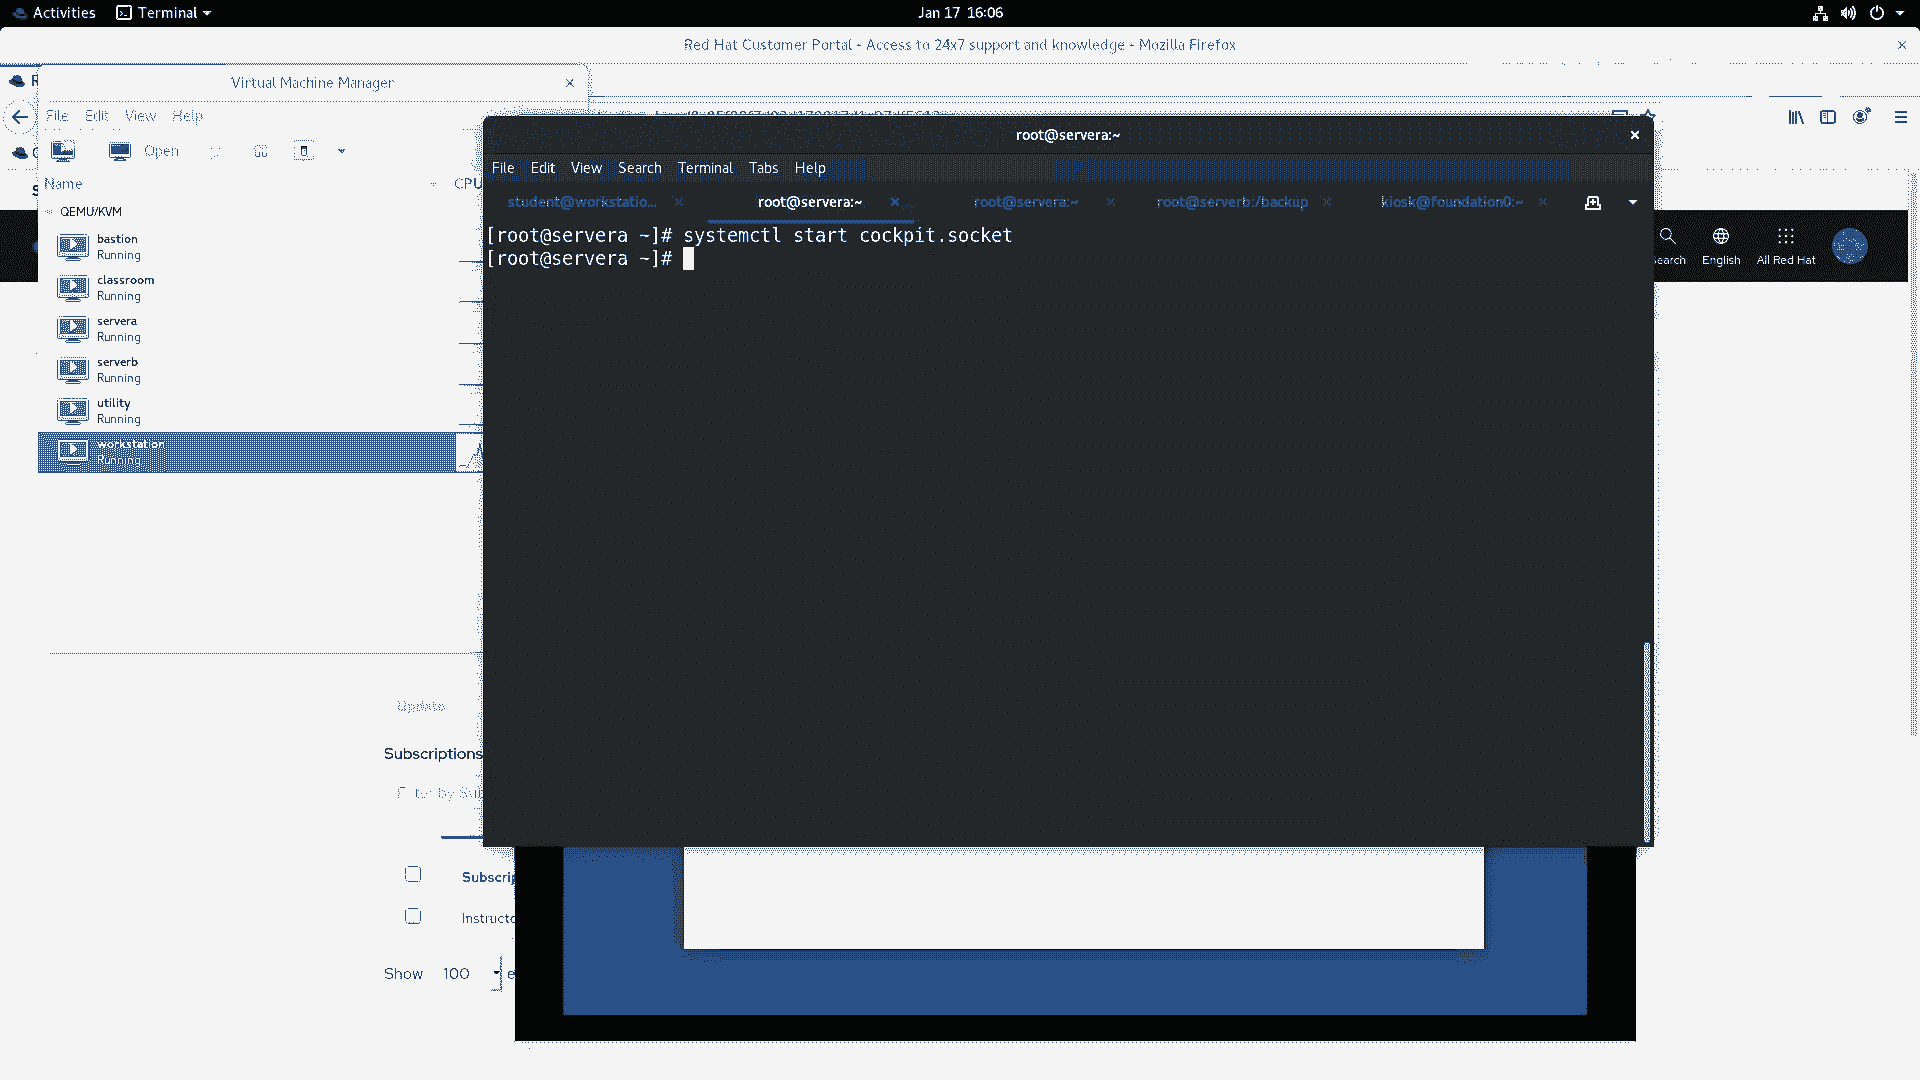 Activities Terminal Jan 17 16:06
Red Hat Customer Portal - Access to 24x7 support and knowledge - Mozilla Firefox
Virtual Machine Manager
File Edit View Help
Open
Name CPU
QEMU/KVM
bastion
Running
classroom
Running
servera
Running
serverb
Running
utility
Running
workstation
Running
root@servera:~
File Edit View Search Terminal Tabs Help
student@workstatio... root@servera:~ root@servera:~ root@serverb:/backup kiosk@foundation0:~
[root@servera ~]# systemctl start cockpit.socket
[root@servera ~]#
English All Red Hat
Update
Subscriptions
Show 100